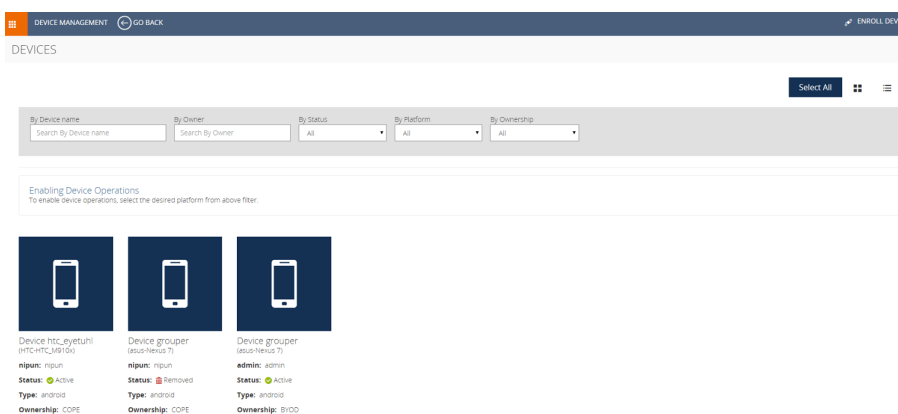 DEVICE MANAGEMENT GO BACK ENROLL DEV
DEVICES
Select All
By Device name By Owner By Status By Platform By Ownership
Search By Device name Search By Owner All All All
Enabling Device Operations
To enable device operations, select the desired platform from above filter.
Device htc_eyetuhl Device grouper Device grouper
(HTC-HTC_M910x) (asus-Nexus 7) (asus-Nexus 7)
nipun: nipun nipun: nipun admin: admin
Status: Active Status: Removed Status: Active
Type: android Type: android Type: android
Ownership: COPE Ownership: COPE Ownership: BYOD